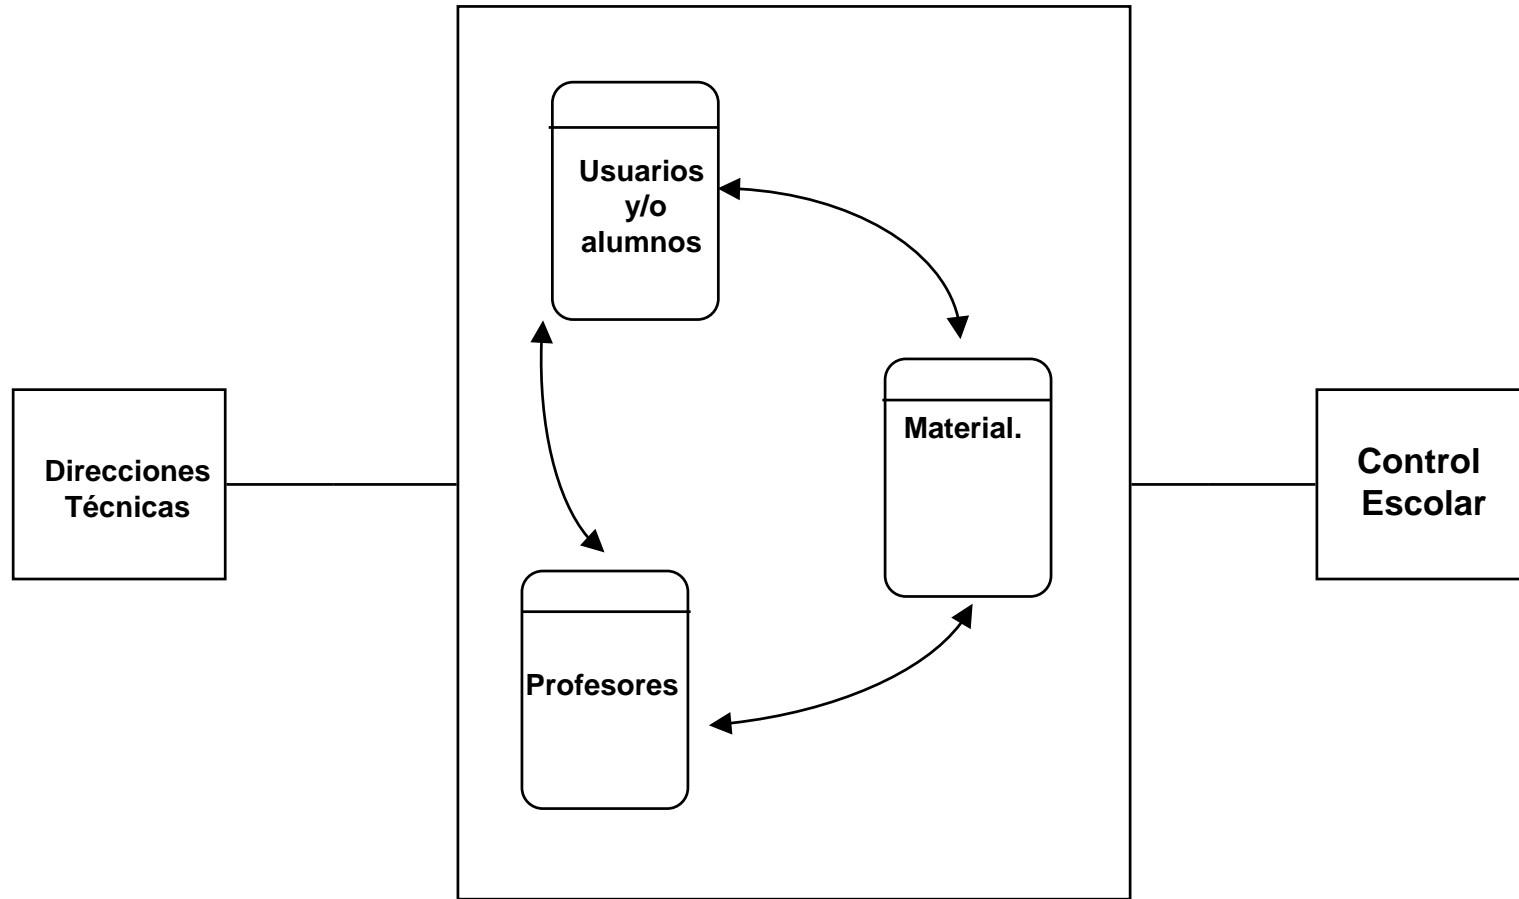 Usuarios
y/o
alumnos
Material.
Direcciones
Técnicas
Control
Escolar
Profesores